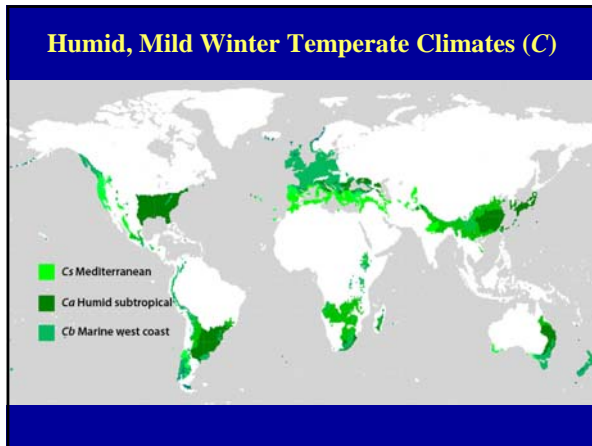 Humid, Mild Winter Temperate Climates (C)
Cs Mediterranean
Ca Humid subtropical
Cb Marine west coast